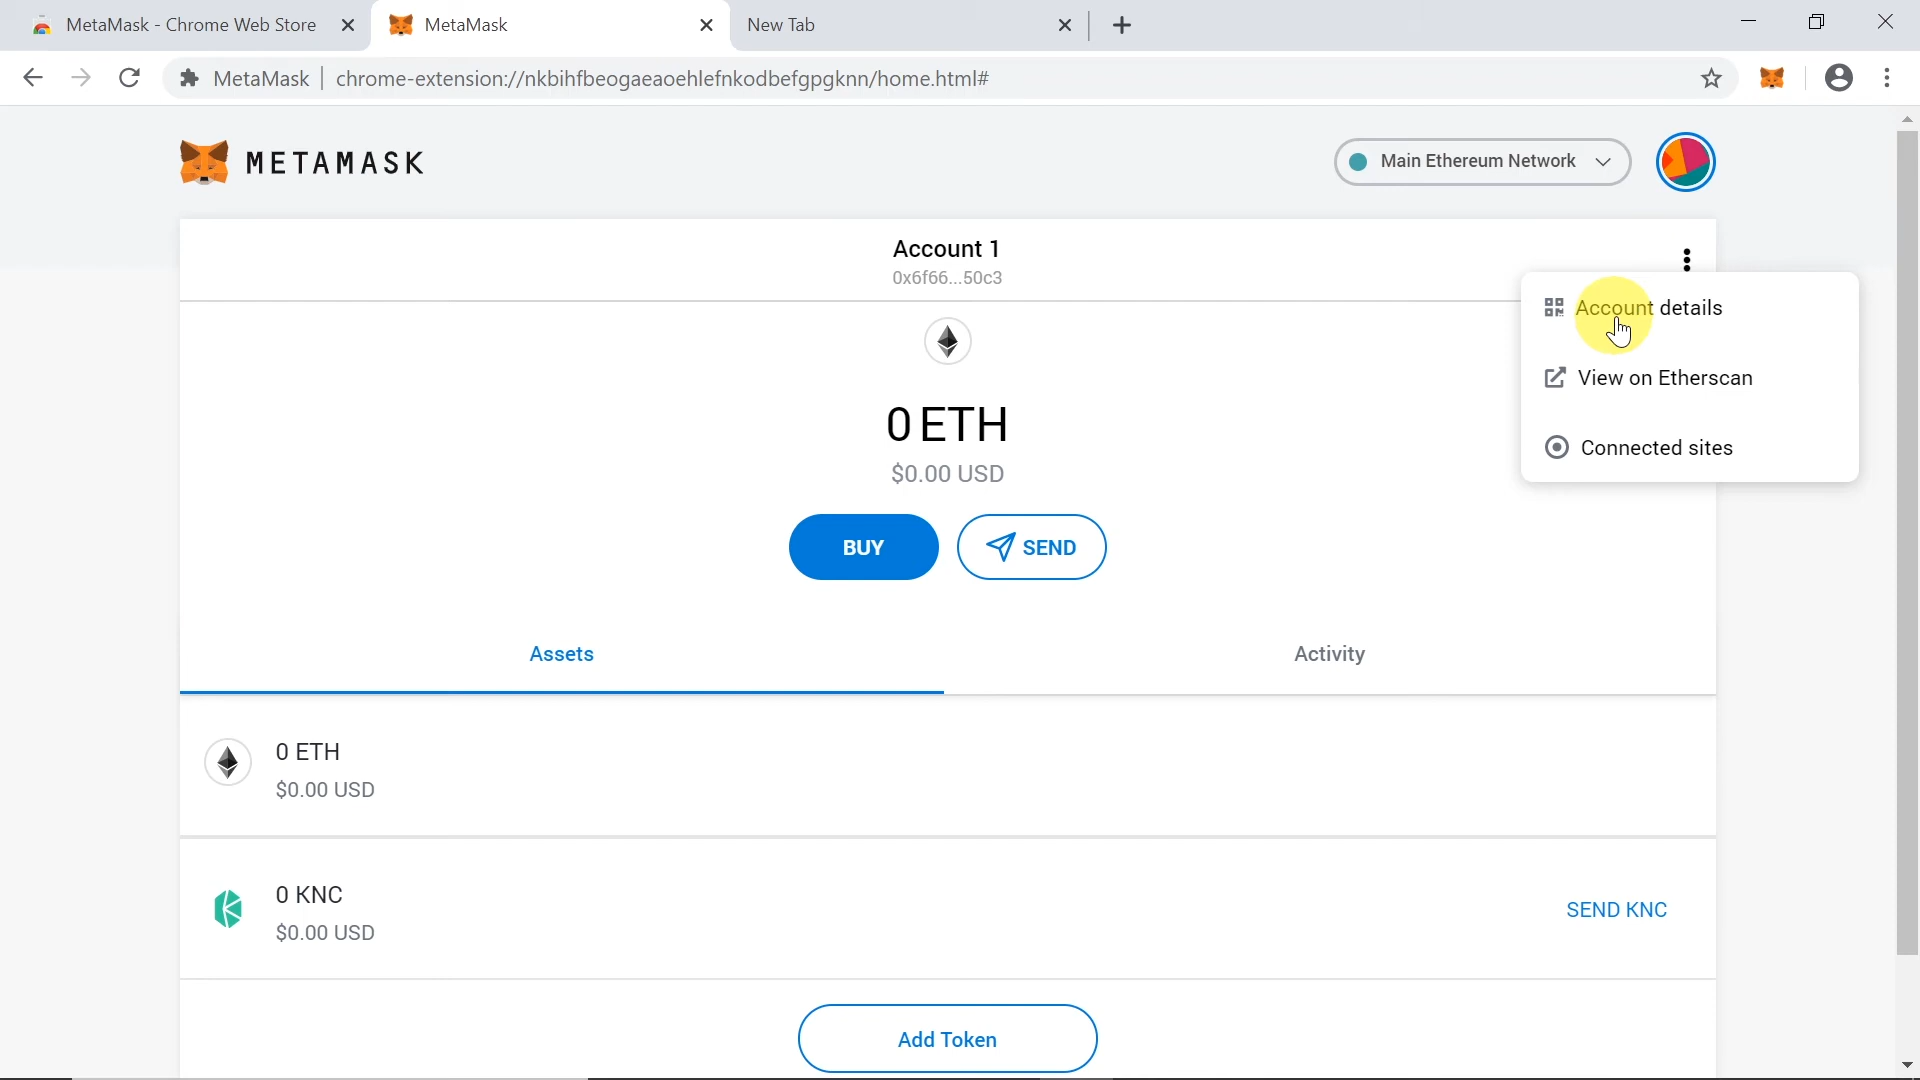 MetaMask - Chrome Web Store
MetaMask
New Tab
MetaMask
chrome-extension://nkbihfbeogaeaoehlefnkodbefgpgknn/home.html#
METAMASK
Main Ethereum Network
Account 1
0x6f66...50c3
Account details
View on Etherscan
Connected sites
0 ETH
$0.00 USD
BUY
SEND
Assets
Activity
0 ETH
$0.00 USD
0 KNC
$0.00 USD
SEND KNC
Add Token